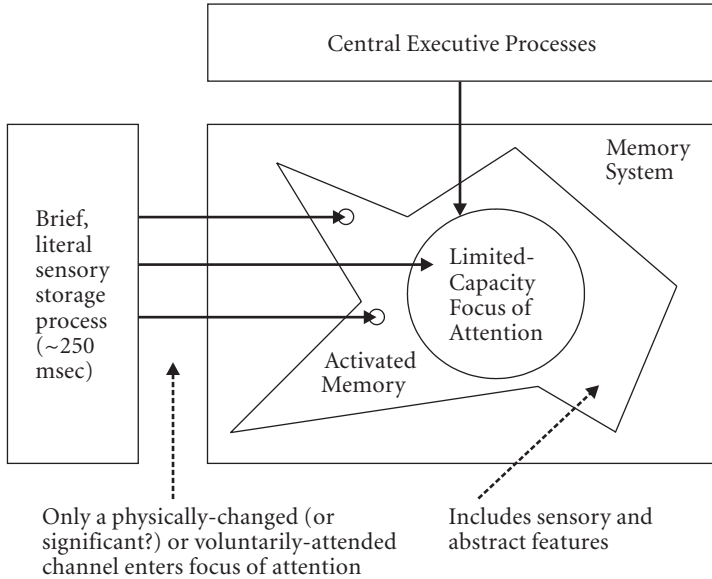 Central Executive Processes
Memory
System
Brief,
literal
sensory
storage
process
(~250
msec)
Limited-
Capacity
Focus of
Attention
Activated
Memory
Only a physically-changed (or
significant?) or voluntarily-attended
channel enters focus of attention
Includes sensory and
abstract features